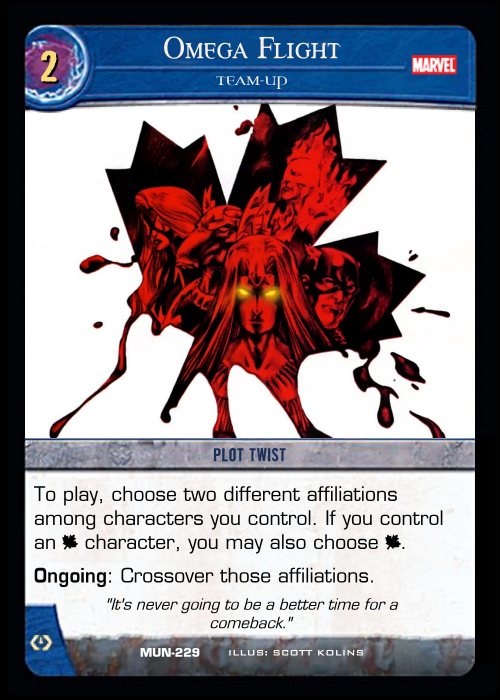 2
Omega Flight
TEAM-UP
MARVEL
PLOT TWIST
To play, choose two different affiliations
among characters you control. If you control
an character, you may also choose .
Ongoing: Crossover those affiliations.
"It's never going to be a better time for a
comeback."
MUN-229 ILLUS: SCOTT KOLINS